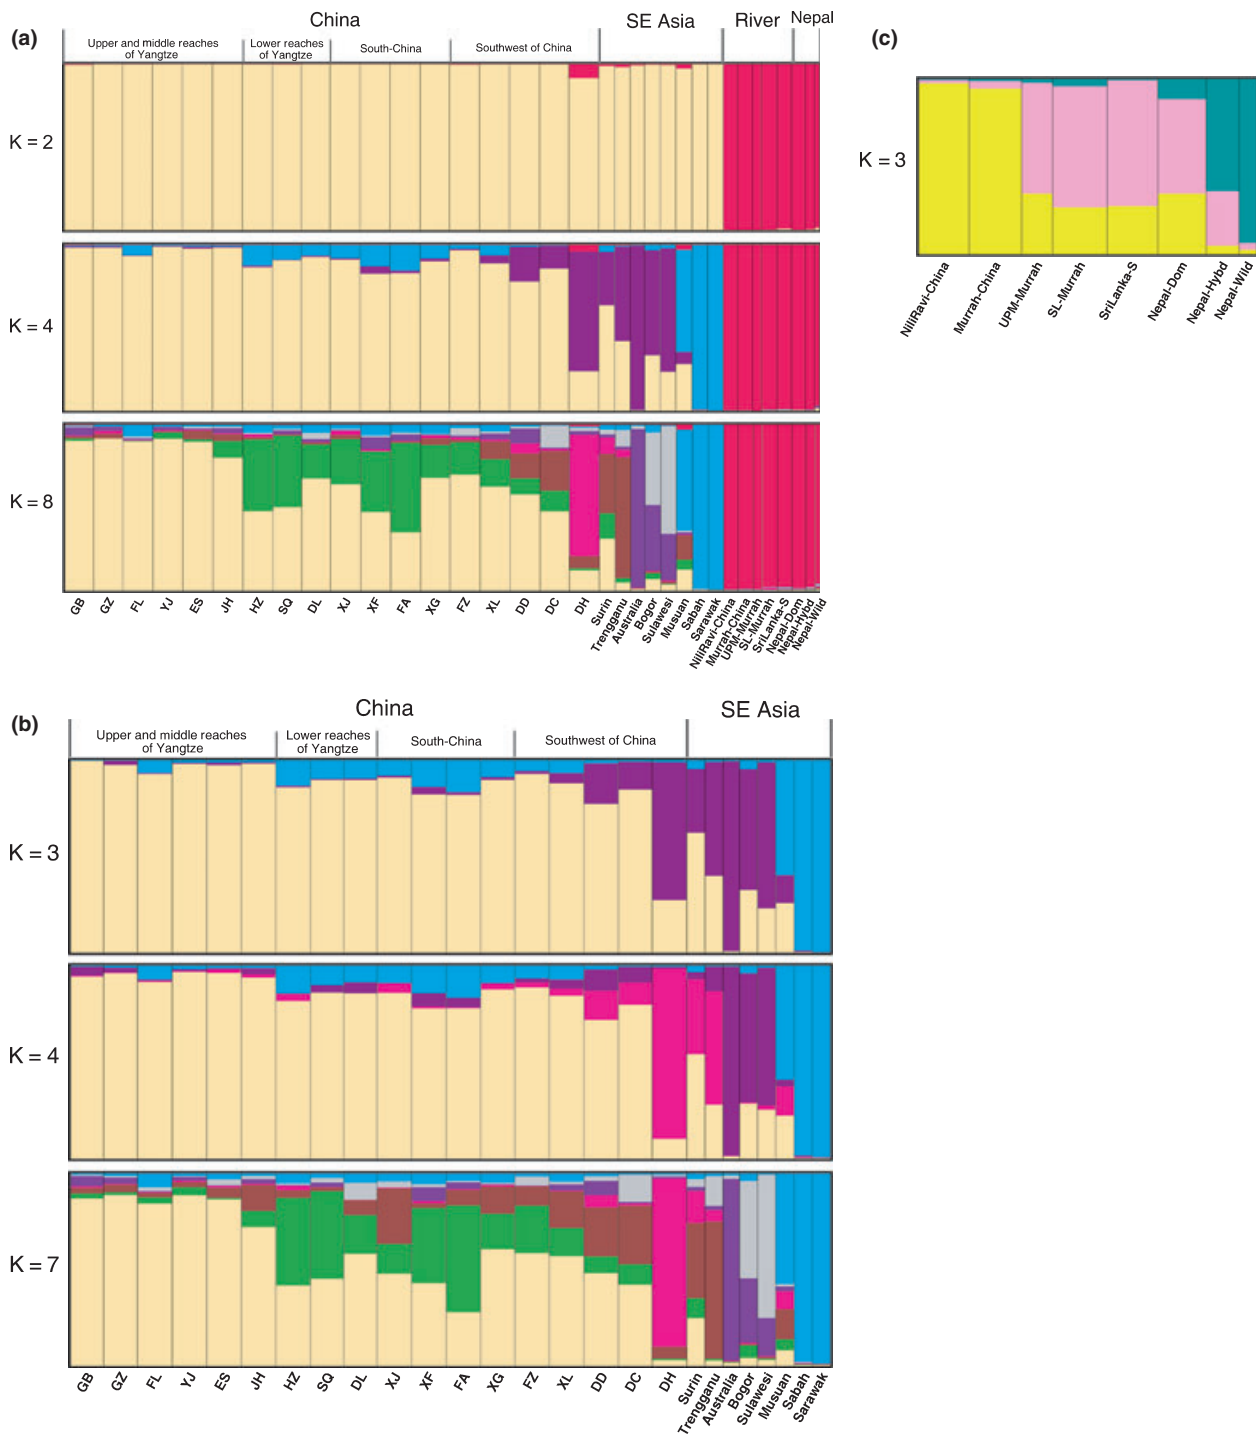 (a)
China
SE Asia
River
Nepal
Upper and middle reaches
of Yangtze
Lower reaches
of Yangtze
South-China
Southwest of China
K = 2
K = 4
K = 8
GB
GZ
FL
YJ
ES
JH
HZ
SQ
DL
XJ
XF
FA
XG
FZ
XL
DD
DC
DH
Surin
Trengganu
Australia
Bogor
Sulawesi
Musuan
Sabah
Sarawak
NiliRavi-China
Murrah-China
UPM-Murrah
SL-Murrah
SriLanka-S
Nepal-Dom
Nepal-Hybd
Nepal-Wild
(c)
K = 3
NiliRavi-China
Murrah-China
UPM-Murrah
SL-Murrah
SriLanka-S
Nepal-Dom
Nepal-Hybd
Nepal-Wild
(b)
China
SE Asia
Upper and middle reaches
of Yangtze
Lower reaches
of Yangtze
South-China
Southwest of China
K = 3
K = 4
K = 7
GB
GZ
FL
YJ
ES
JH
HZ
SQ
DL
XJ
XF
FA
XG
FZ
XL
DD
DC
DH
Surin
Trengganu
Australia
Bogor
Sulawesi
Musuan
Sabah
Sarawak